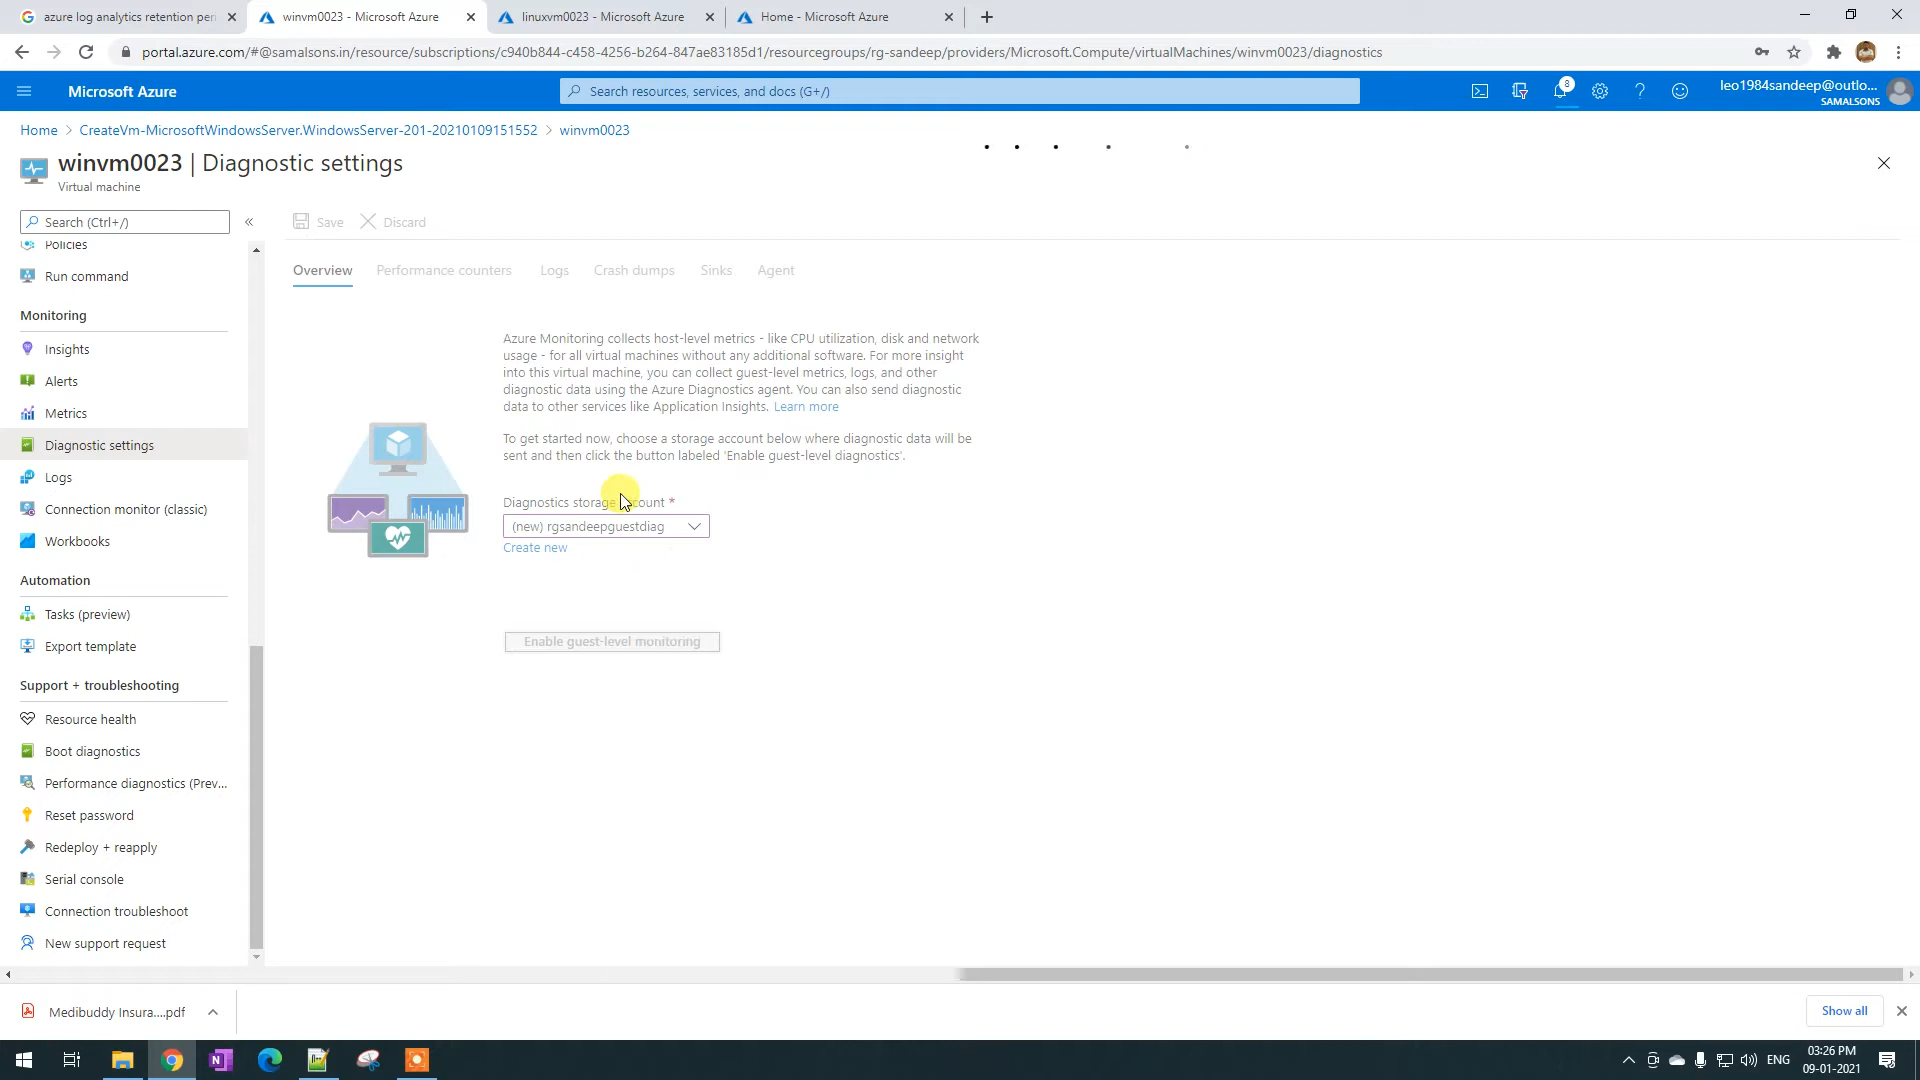 azure log analytics retention per
winvm0023 - Microsoft Azure
linuxvm0023 - Microsoft Azure
Home - Microsoft Azure
portal.azure.com/#@samalsons.in/resource/subscriptions/c940b844-c458-4256-b264-847ae83185d1/resourcegroups/rg-sandeep/providers/Microsoft.Compute/virtualMachines/winvm0023/diagnostics
Microsoft Azure
Search resources, services, and docs (G+/)
8
leo1984sandeep@outlo...
SAMALSONS
Home > CreateVm-MicrosoftWindowsServer.WindowsServer-201-20210109151552 > winvm0023
winvm0023 | Diagnostic settings
Virtual machine
Search (Ctrl+/)
«
Save
Discard
Policies
Run command
Monitoring
Insights
Alerts
Metrics
Diagnostic settings
Logs
Connection monitor (classic)
Workbooks
Automation
Tasks (preview)
Export template
Support + troubleshooting
Resource health
Boot diagnostics
Performance diagnostics (Prev...
Reset password
Redeploy + reapply
Serial console
Connection troubleshoot
New support request
Overview
Performance counters
Logs
Crash dumps
Sinks
Agent
Azure Monitoring collects host-level metrics - like CPU utilization, disk and network
usage - for all virtual machines without any additional software. For more insight
into this virtual machine, you can collect guest-level metrics, logs, and other
diagnostic data using the Azure Diagnostics agent. You can also send diagnostic
data to other services like Application Insights. Learn more
To get started now, choose a storage account below where diagnostic data will be
sent and then click the button labeled 'Enable guest-level diagnostics'.
Diagnostics storage account *
(new) rgsandeepguestdiag
Create new
Enable guest-level monitoring
Medibuddy Insura....pdf
Show all
ENG
03:26 PM
09-01-2021